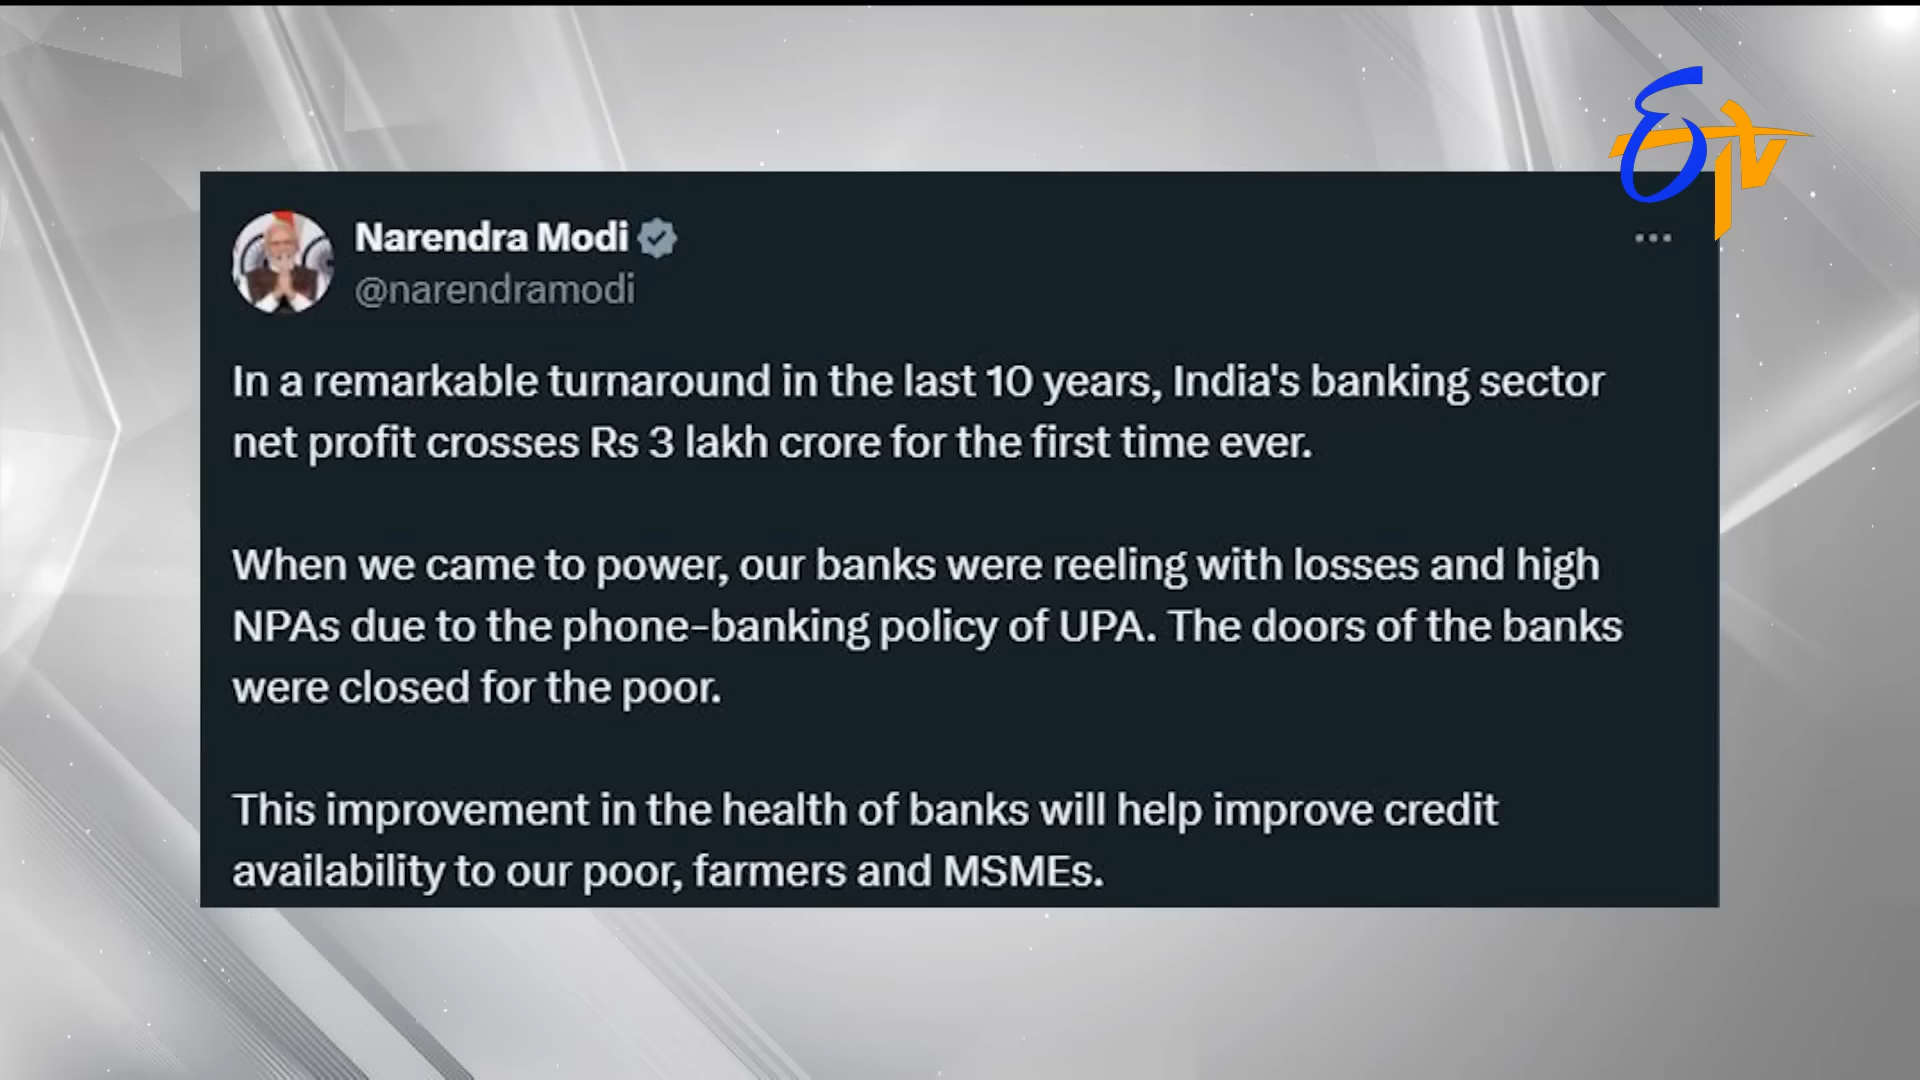 ETV
Narendra Modi
@narendramodi
In a remarkable turnaround in the last 10 years, India's banking sector
net profit crosses Rs 3 lakh crore for the first time ever.
When we came to power, our banks were reeling with losses and high
NPAs due to the phone-banking policy of UPA. The doors of the banks
were closed for the poor.
This improvement in the health of banks will help improve credit
availability to our poor, farmers and MSMEs.